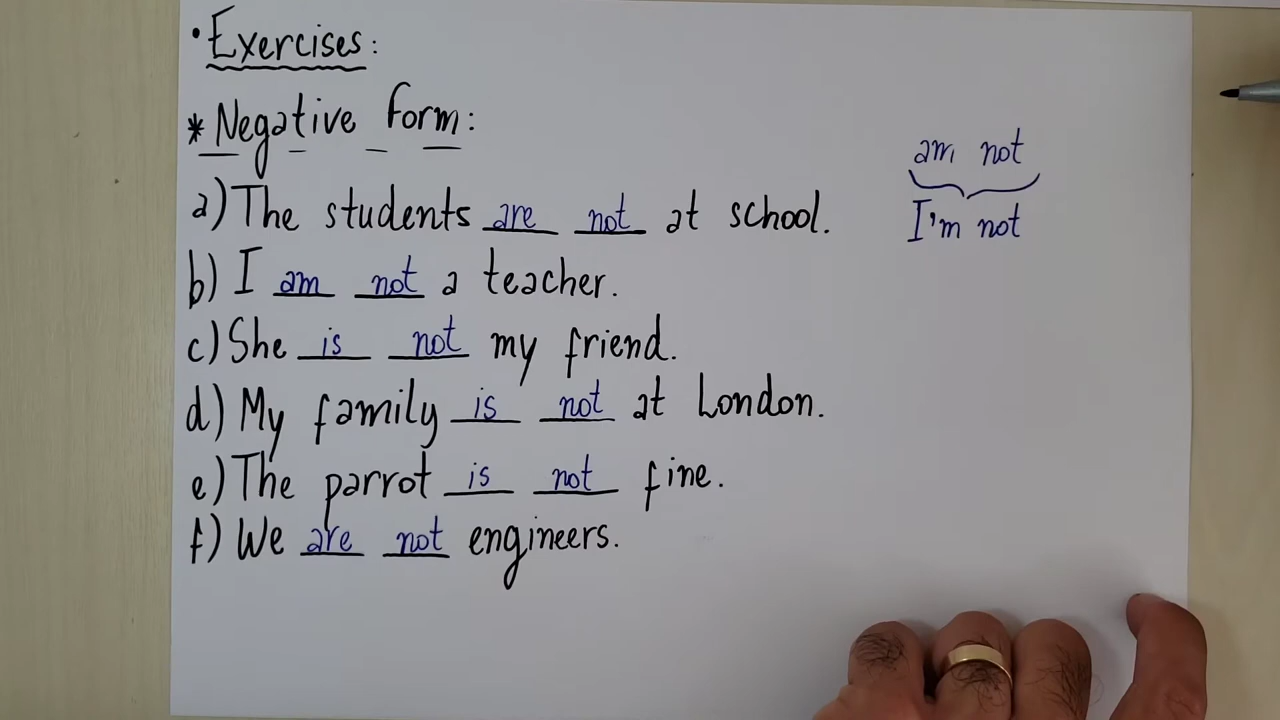 • Exercises:
* Negative form:
a) The students are not at school.
b) I am not a teacher.
c) She is not my friend.
d) My family is not at London.
e) The parrot is not fine.
f) We are not engineers.
am not
I'm not